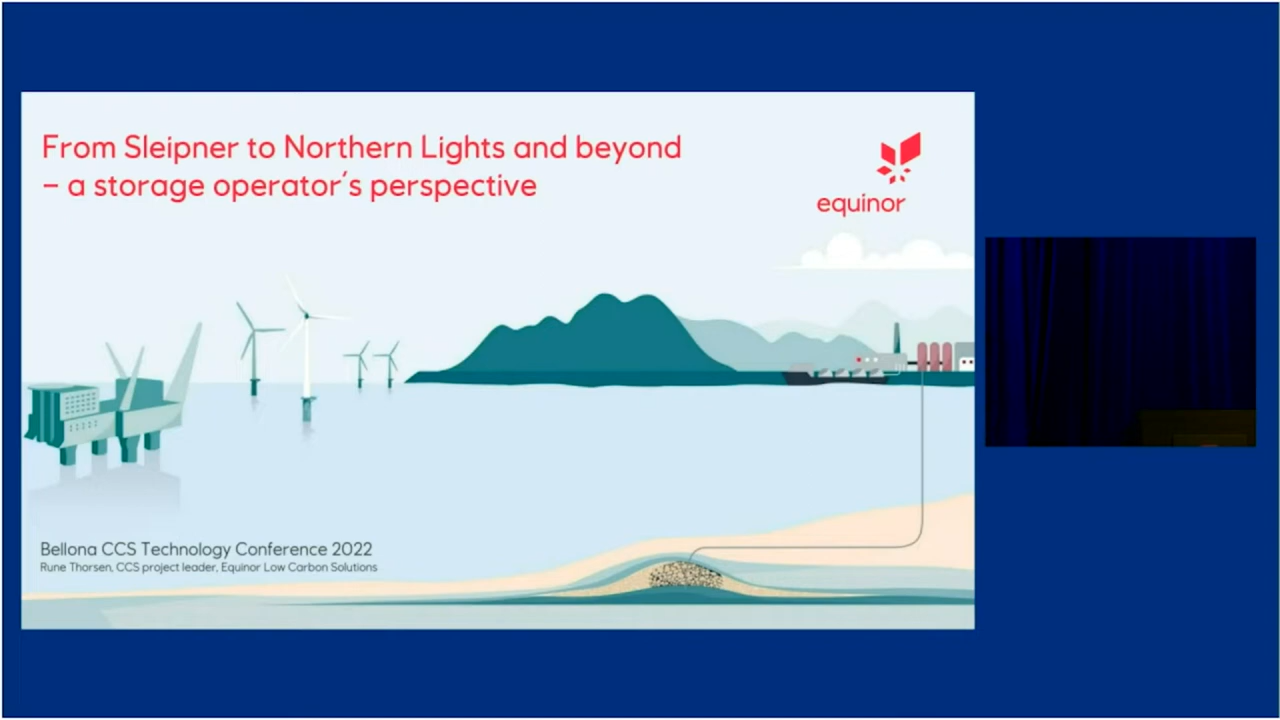 From Sleipner to Northern Lights and beyond
– a storage operator´s perspective
equinor
Bellona CCS Technology Conference 2022
Rune Thorsen, CCS project leader, Equinor Low Carbon Solutions